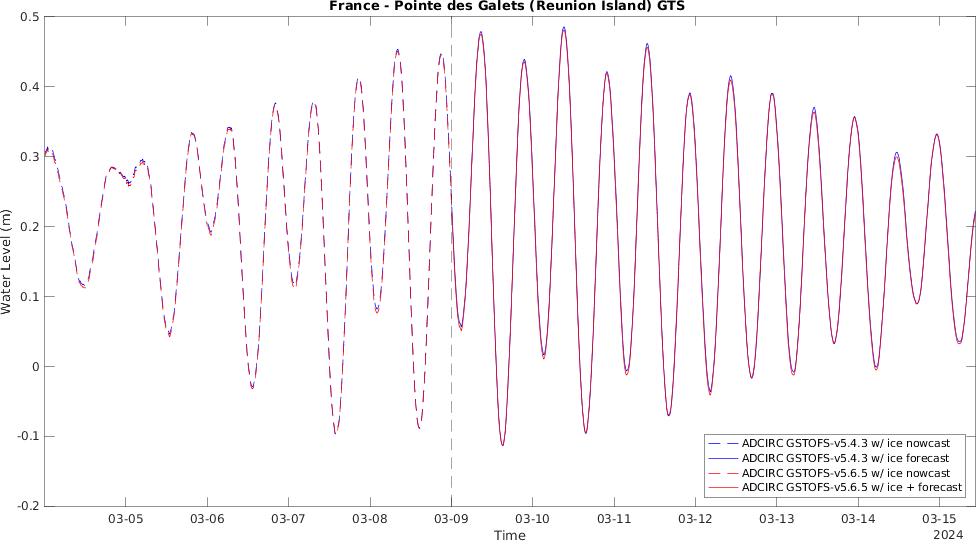 France - Pointe des Galets (Reunion Island) GTS
0.5
0.4
0.3
0.2
0.1
0
-0.1
-0.2
Water Level (m)
ADCIRC GSTOFS-v5.4.3 w/ ice nowcast
ADCIRC GSTOFS-v5.4.3 w/ ice forecast
ADCIRC GSTOFS-v5.6.5 w/ ice nowcast
ADCIRC GSTOFS-v5.6.5 w/ ice + forecast
03-05 03-06 03-07 03-08 03-09 03-10 03-11 03-12 03-13 03-14 03-15
Time 2024